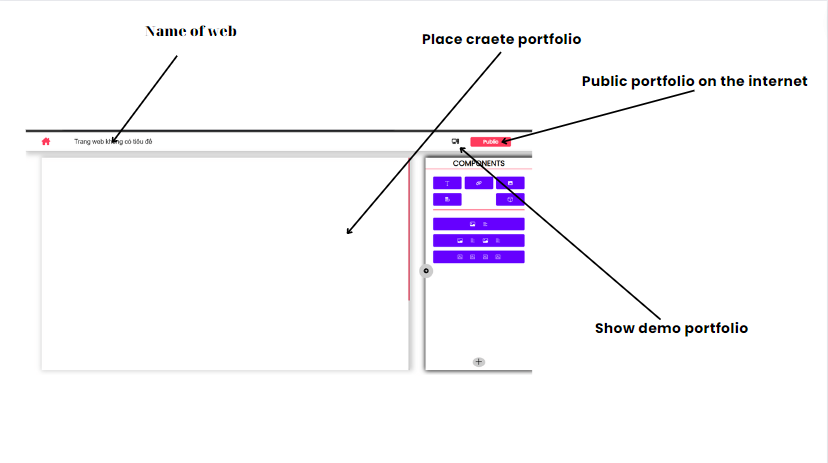 Name of web
Place craete portfolio
Public portfolio on the internet
Trang web không có tiêu đề
Public
COMPONENTS
Show demo portfolio